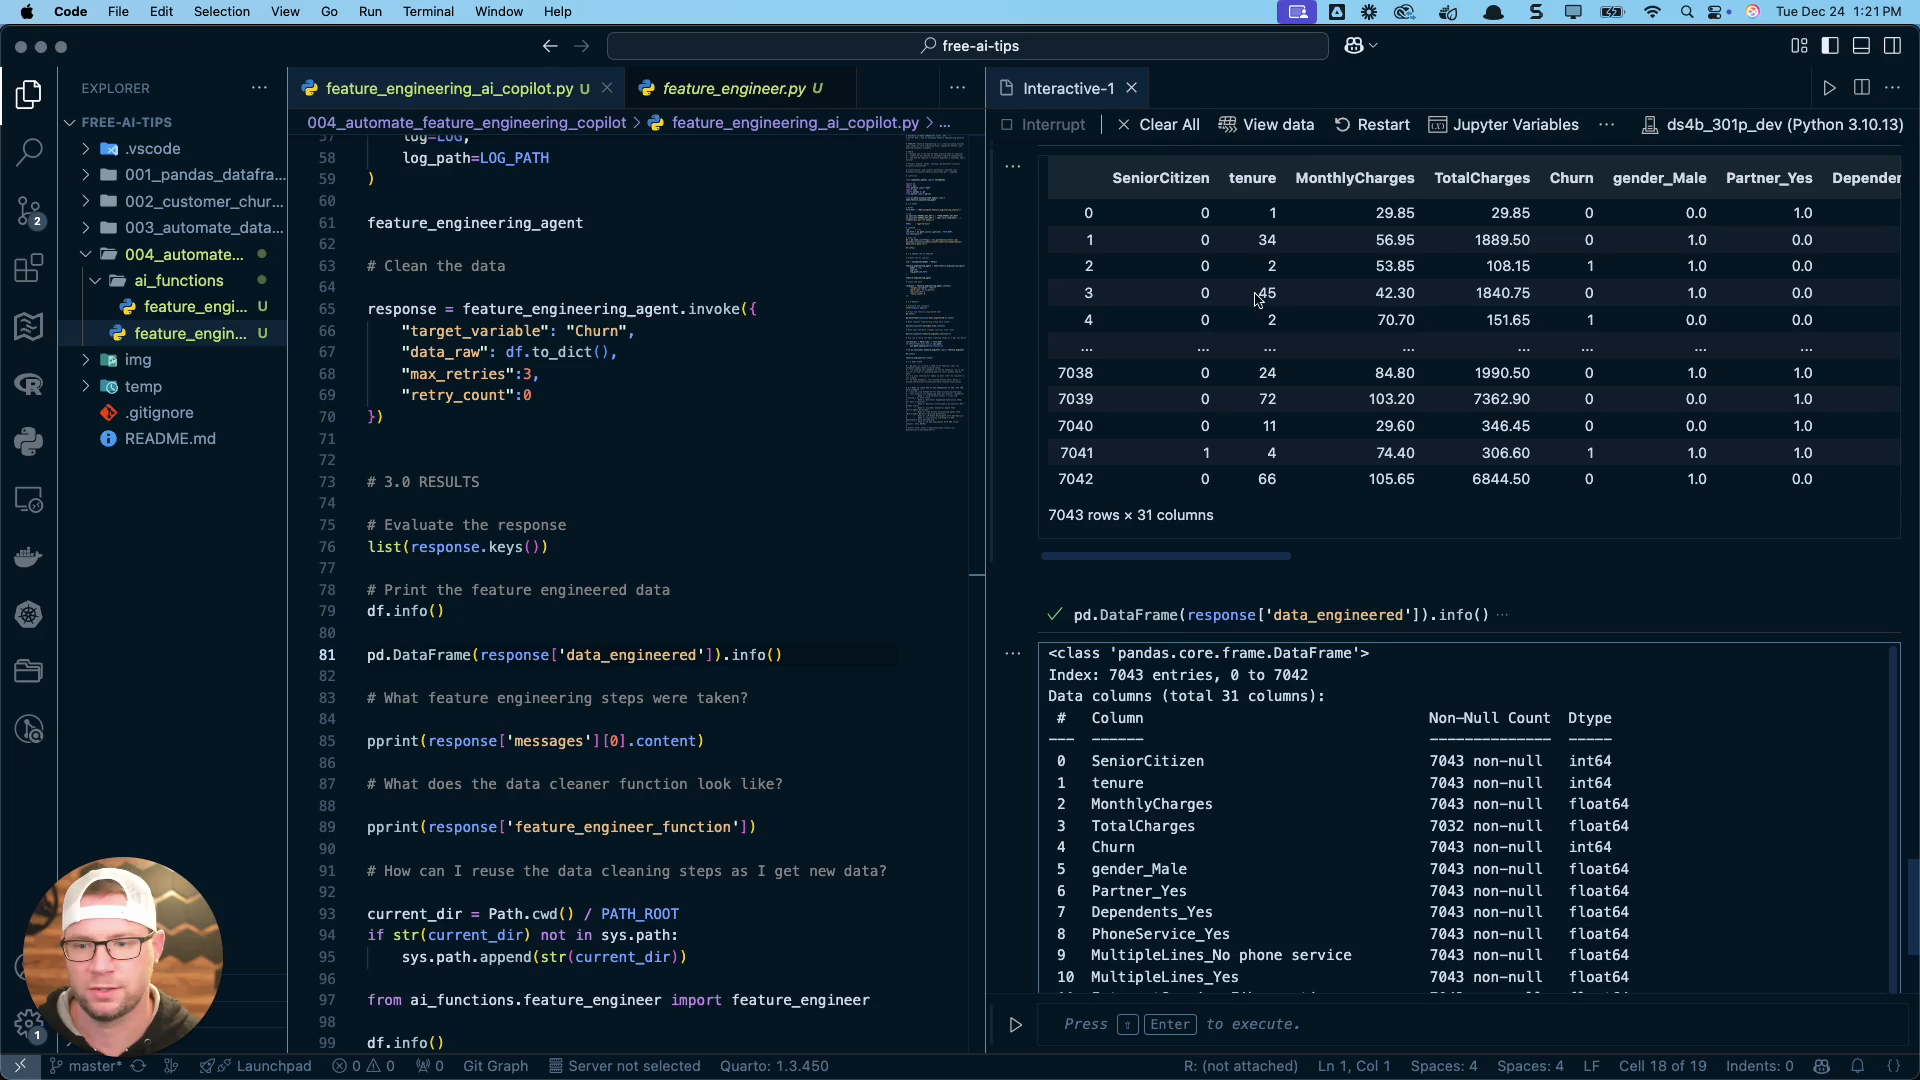 Code File Edit Selection View Go Run Terminal Window Help
Tue Dec 24 1:21 PM
free-ai-tips
EXPLORER
FREE-AI-TIPS
.vscode
001_pandas_datafra...
002_customer_chur...
003_automate_data...
004_automate...
ai_functions
feature_engi... U
feature_engin... U
img
temp
.gitignore
README.md
2
1
feature_engineering_ai_copilot.py U
feature_engineer.py U
004_automate_feature_engineering_copilot > feature_engineering_ai_copilot.py > ...
57 log=LOG,
58 log_path=LOG_PATH
59 )
60
61 feature_engineering_agent
62
63 # Clean the data
64
65 response = feature_engineering_agent.invoke({
66 "target_variable": "Churn",
67 "data_raw": df.to_dict(),
68 "max_retries":3,
69 "retry_count":0
70 })
71
72
73 # 3.0 RESULTS
74
75 # Evaluate the response
76 list(response.keys())
77
78 # Print the feature engineered data
79 df.info()
80
81 pd.DataFrame(response['data_engineered']).info()
82
83 # What feature engineering steps were taken?
84
85 pprint(response['messages'][0].content)
86
87 # What does the data cleaner function look like?
88
89 pprint(response['feature_engineer_function'])
90
91 # How can I reuse the data cleaning steps as I get new data?
92
93 current_dir = Path.cwd() / PATH_ROOT
94 if str(current_dir) not in sys.path:
95 sys.path.append(str(current_dir))
96
97 from ai_functions.feature_engineer import feature_engineer
98
99 df.info()
Interactive-1
Interrupt Clear All View data Restart Jupyter Variables ... ds4b_301p_dev (Python 3.10.13)
SeniorCitizen tenure MonthlyCharges TotalCharges Churn gender_Male Partner_Yes Depender
0 0 1 29.85 29.85 0 0.0 1.0
1 0 34 56.95 1889.50 0 1.0 0.0
2 0 2 53.85 108.15 1 1.0 0.0
3 0 45 42.30 1840.75 0 1.0 0.0
4 0 2 70.70 151.65 1 0.0 0.0
... ... ... ... ... ... ... ...
7038 0 24 84.80 1990.50 0 1.0 1.0
7039 0 72 103.20 7362.90 0 0.0 1.0
7040 0 11 29.60 346.45 0 0.0 1.0
7041 1 4 74.40 306.60 1 1.0 1.0
7042 0 66 105.65 6844.50 0 1.0 0.0
7043 rows × 31 columns
pd.DataFrame(response['data_engineered']).info() ...
<class 'pandas.core.frame.DataFrame'>
Index: 7043 entries, 0 to 7042
Data columns (total 31 columns):
# Column Non-Null Count Dtype
--- ------ -------------- -----
0 SeniorCitizen 7043 non-null int64
1 tenure 7043 non-null int64
2 MonthlyCharges 7043 non-null float64
3 TotalCharges 7032 non-null float64
4 Churn 7043 non-null int64
5 gender_Male 7043 non-null float64
6 Partner_Yes 7043 non-null float64
7 Dependents_Yes 7043 non-null float64
8 PhoneService_Yes 7043 non-null float64
9 MultipleLines_No phone service 7043 non-null float64
10 MultipleLines_Yes 7043 non-null float64
Press ⇧ Enter to execute.
master* Launchpad 0 0 0 Git Graph Server not selected Quarto: 1.3.450
R: (not attached) Ln 1, Col 1 Spaces: 4 Spaces: 4 LF Cell 18 of 19 Indents: 0